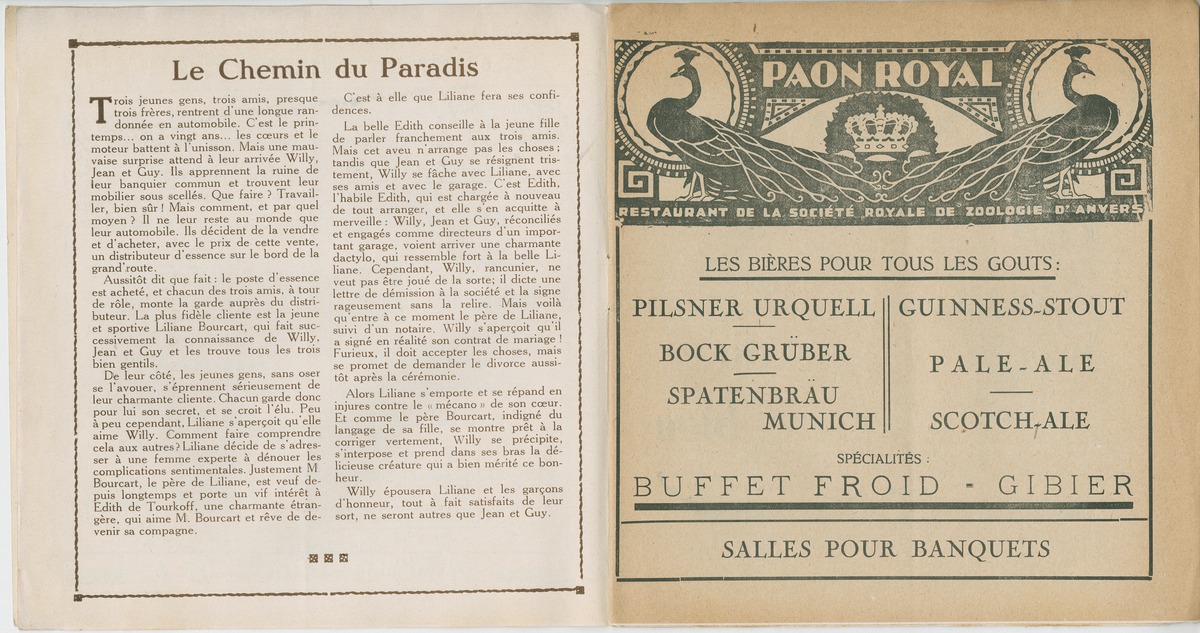 Le Chemin du Paradis
Trois jeunes gens, trois amis, presque
trois frères, rentrent d'une longue ran-
donnée en automobile. C'est le prin-
temps... on a vingt ans... les cœurs et le
moteur battent à l'unisson. Mais une mau-
vaise surprise attend à leur arrivée Willy,
Jean et Guy. Ils apprennent la ruine de
leur banquier commun et trouvent leur
mobilier sous scellés. Que faire ? Travail-
ler, bien sûr ! Mais comment, et par quel
moyen ? Il ne leur reste au monde que
leur automobile. Ils décident de la vendre
et d'acheter, avec le prix de cette vente,
un distributeur d'essence sur le bord de la
grand'route.
Aussitôt dit que fait : le poste d'essence
est acheté, et chacun des trois amis, à tour
de rôle, monte la garde auprès du distri-
buteur. La plus fidèle cliente est la jeune
et sportive Liliane Bourcart, qui fait suc-
cessivement la connaissance de Willy,
Jean et Guy et les trouve tous les trois
bien gentils.
De leur côté, les jeunes gens, sans oser
se l'avouer, s'éprennent sérieusement de
leur charmante cliente. Chacun garde donc
pour lui son secret, et se croit l'élu. Peu
à peu cependant, Liliane s'aperçoit qu'elle
aime Willy. Comment faire comprendre
cela aux autres ? Liliane décide de s'adres-
ser à une femme experte à dénouer les
complications sentimentales. Justement M.
Bourcart, le père de Liliane, est veuf de-
puis longtemps et porte un vif intérêt à
Edith de Tourkoff, une charmante étran-
gère, qui aime M. Bourcart et rêve de de-
venir sa compagne.
C'est à elle que Liliane fera ses confi-
dences.
La belle Edith conseille à la jeune fille
de parler franchement aux trois amis.
Mais cet aveu n'arrange pas les choses ;
tandis que Jean et Guy se résignent tris-
tement, Willy se fâche avec Liliane, avec
ses amis et avec le garage. C'est Edith,
l'habile Edith, qui est chargée à nouveau
de tout arranger, et elle s'en acquitte à
merveille : Willy, Jean et Guy, réconciliés
et engagés comme directeurs d'un impor-
tant garage, voient arriver une charmante
dactylo, qui ressemble fort à la belle Li-
liane. Cependant, Willy, rancunier, ne
veut pas être joué de la sorte; il dicte une
lettre de démission à la société et la signe
rageusement sans la relire. Mais voilà
qu'entre à ce moment le père de Liliane,
suivi d'un notaire. Willy s'aperçoit qu'il
a signé en réalité son contrat de mariage !
Furieux, il doit accepter les choses, mais
se promet de demander le divorce aussi-
tôt après la cérémonie.
Alors Liliane s'emporte et se répand en
injures contre le « mécano » de son cœur.
Et comme le père Bourcart, indigné du
langage de sa fille, se montre prêt à la
corriger vertement, Willy se précipite,
s'interpose et prend dans ses bras la dé-
licieuse créature qui a bien mérité ce bon-
heur.
Willy épousera Liliane et les garçons
d'honneur, tout à fait satisfaits de leur
sort, ne seront autres que Jean et Guy.
PAON ROYAL
RESTAURANT DE LA SOCIÉTÉ ROYALE DE ZOOLOGIE D'ANVERS
LES BIÈRES POUR TOUS LES GOUTS :
PILSNER URQUELL
BOCK GRÜBER
SPATENBRÄU
MUNICH
GUINNESS-STOUT
PALE-ALE
SCOTCH-ALE
SPÉCIALITÉS :
BUFFET FROID - GIBIER
SALLES POUR BANQUETS